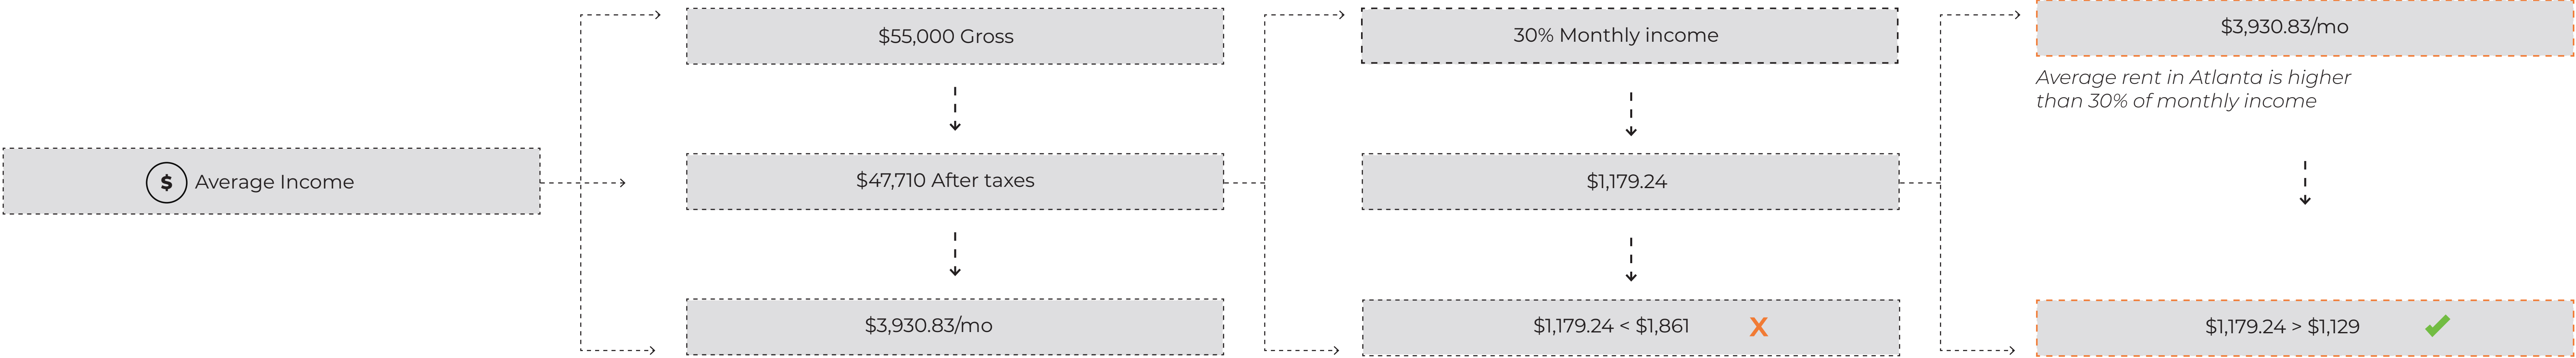 $ Average Income
$55,000 Gross
$47,710 After taxes
$3,930.83/mo
30% Monthly income
$1,179.24
$1,179.24 < $1,861 X
$3,930.83/mo
Average rent in Atlanta is higher
than 30% of monthly income
$1,179.24 > $1,129